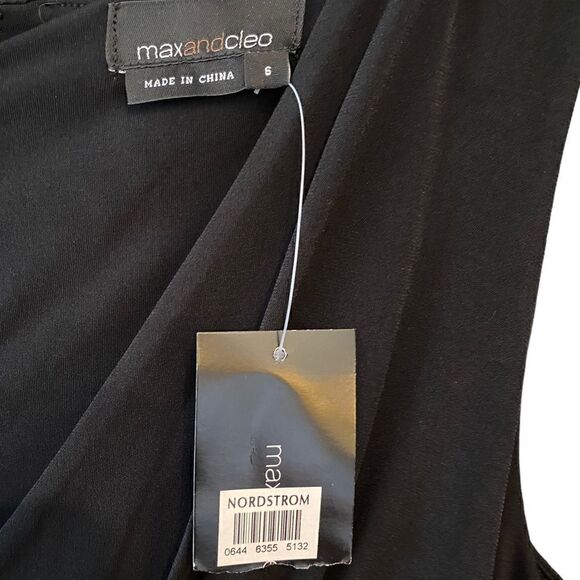 maxandcleo
MADE IN CHINA
6
max
NORDSTROM
0644 6355 5132